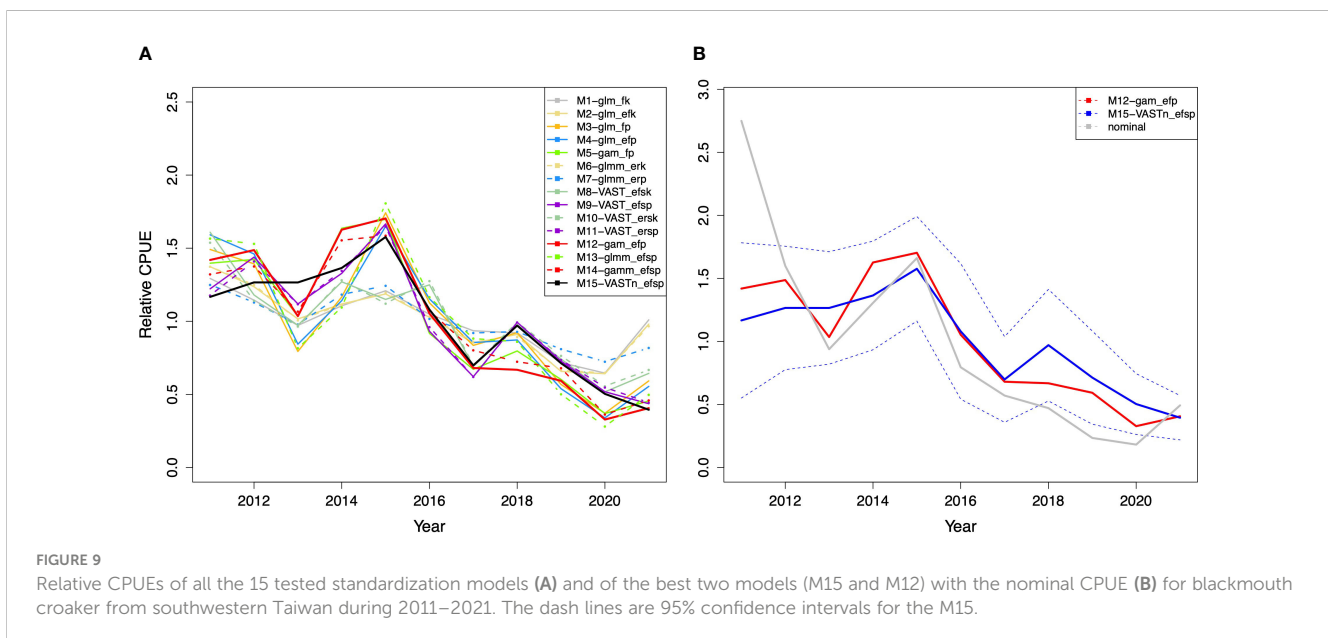 A
B
2.5
2.0
1.5
1.0
0.5
0.0
Relative CPUE
M1-glm_fk
M2-glm_efk
M3-glm_fp
M4-glm_efp
M5-gam_fp
M6-glmm_erk
M7-glmm_erp
M8-VAST_efsk
M9-VAST_efsp
M10-VAST_ersk
M11-VAST_ersp
M12-gam_efp
M13-glmm_efsp
M14-gamm_efsp
M15-VASTn_efsp
2012 2014 2016 2018 2020
Year
3.0
2.5
2.0
1.5
1.0
0.5
0.0
M12-gam_efp
M15-VASTn_efsp
nominal
2012 2014 2016 2018 2020
Year
FIGURE 9
Relative CPUEs of all the 15 tested standardization models (A) and of the best two models (M15 and M12) with the nominal CPUE (B) for blackmouth
croaker from southwestern Taiwan during 2011–2021. The dash lines are 95% confidence intervals for the M15.